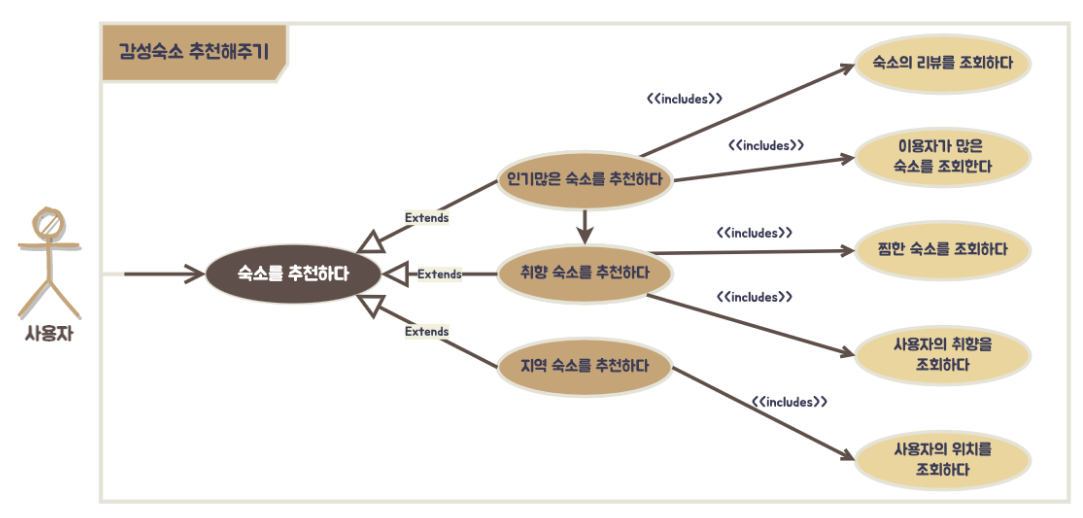 감성숙소 추천해주기
숙소의 리뷰를 조회하다
<<includes>>
이용자가 많은
숙소를 조회한다
<<includes>>
인기많은 숙소를 추천하다
Extends
찜한 숙소를 조회하다
<<includes>>
숙소를 추천하다
Extends
취향 숙소를 추천하다
<<includes>>
사용자
Extends
사용자의 취향을
조회하다
지역 숙소를 추천하다
<<includes>>
사용자의 위치를
조회하다